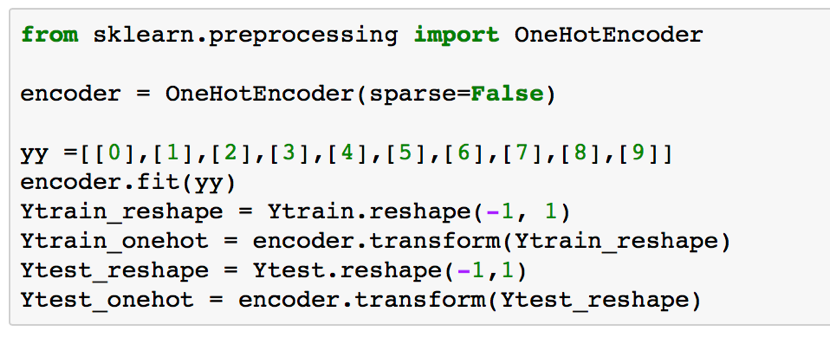 from sklearn.preprocessing import OneHotEncoder
encoder = OneHotEncoder(sparse=False)
yy =[[0],[1],[2],[3],[4],[5],[6],[7],[8],[9]]
encoder.fit(yy)
Ytrain_reshape = Ytrain.reshape(-1, 1)
Ytrain_onehot = encoder.transform(Ytrain_reshape)
Ytest_reshape = Ytest.reshape(-1,1)
Ytest_onehot = encoder.transform(Ytest_reshape)